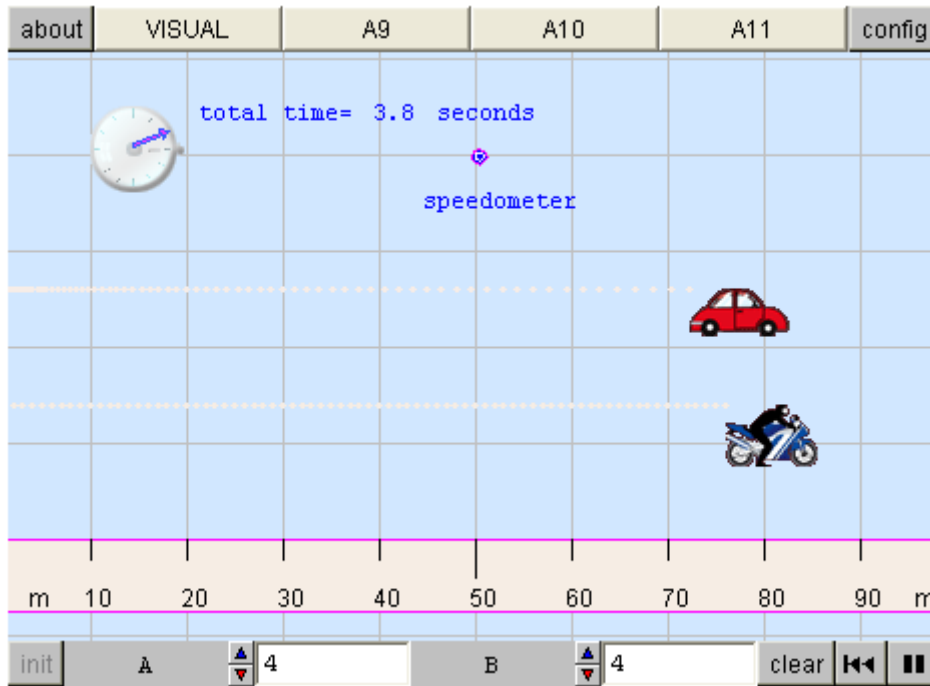 about VISUAL A9 A10 A11 config
total time= 3.8 seconds
speedometer
m 10 20 30 40 50 60 70 80 90 m
init A 4 B 4 clear